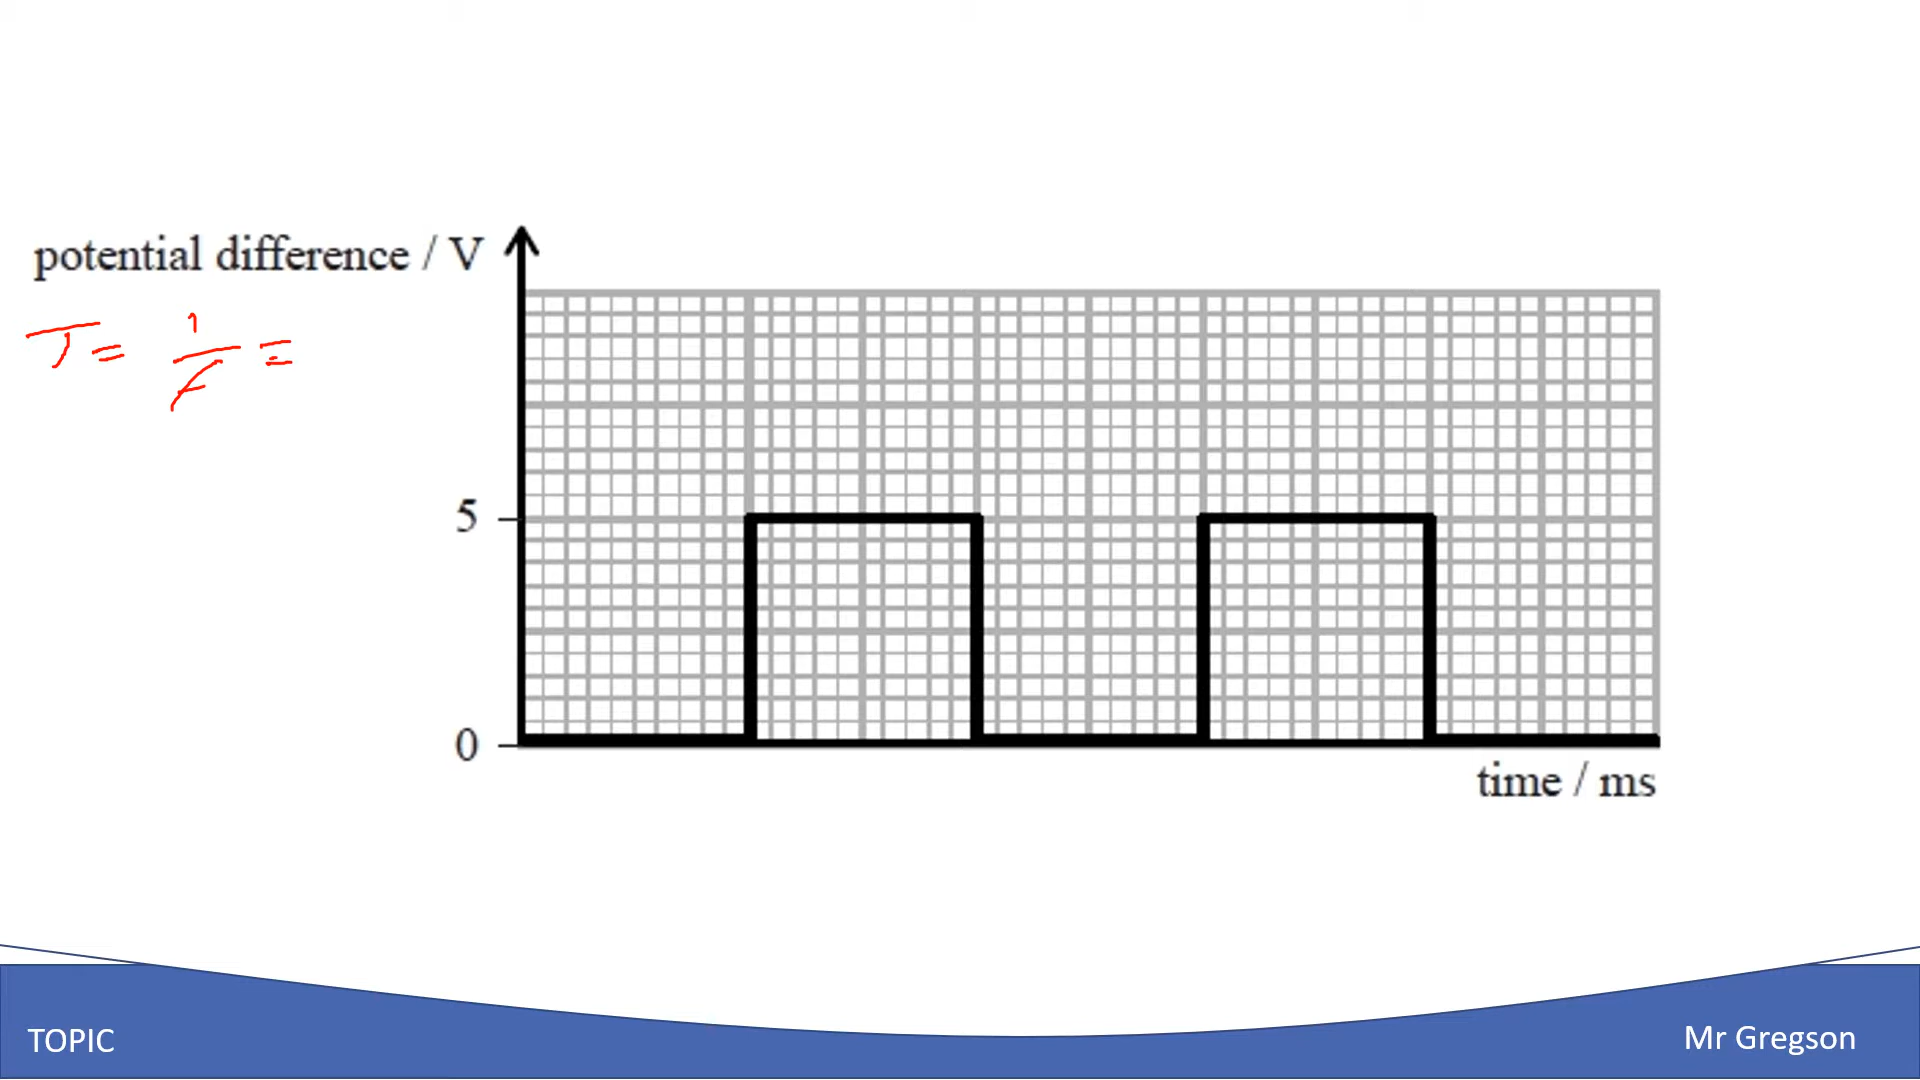 potential difference / V
T = 1/f =
5
0
time / ms
TOPIC
Mr Gregson